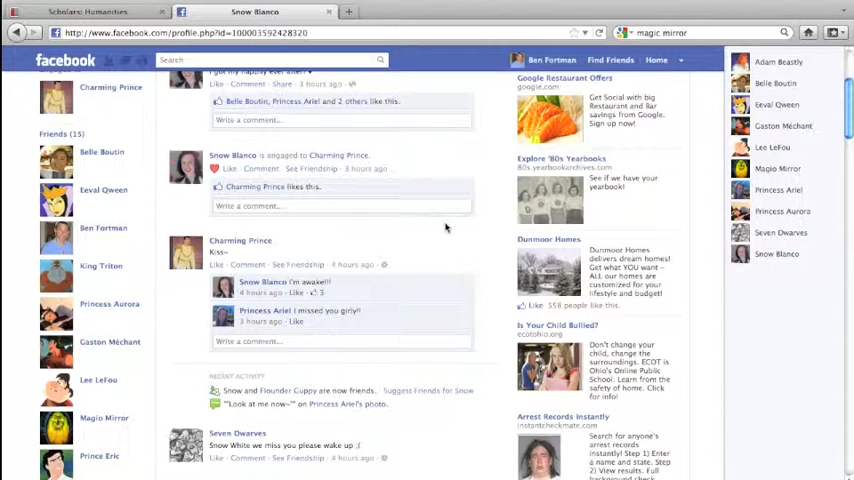 Scholars: Humanities
Snow Blanco
http://www.facebook.com/profile.php?id=100003592428320
magic mirror
facebook
Search
Ben Fortman
Find Friends
Home
Charming Prince
Friends (15)
Belle Boutin
Eeval Qween
Ben Fortman
King Triton
Princess Aurora
Gaston Méchant
Lee LeFou
Magio Mirror
Prince Eric
I got my happily ever after! ♥
Like · Comment · Share · 3 hours ago ·
Belle Boutin, Princess Ariel and 2 others like this.
Write a comment...
Snow Blanco is engaged to Charming Prince.
Like · Comment · See Friendship · 3 hours ago
Charming Prince likes this.
Write a comment...
Charming Prince
Kiss~
Like · Comment · See Friendship · 4 hours ago ·
Snow Blanco I'm awake!!!
4 hours ago · Like · 3
Princess Ariel I missed you girly!!
3 hours ago · Like
Write a comment...
RECENT ACTIVITY
Snow and Flounder Guppy are now friends. · Suggest Friends for Snow
"“Look at me now~” on Princess Ariel's photo.
Seven Dwarves
Snow White we miss you please wake up :(
Like · Comment · See Friendship · 4 hours ago ·
Google Restaurant Offers
google.com
Get Social with big
Restaurant and Bar
savings from Google.
Sign up now!
Explore '80s Yearbooks
80s.yearbookarchives.com
See if we have your
yearbook!
Dunmoor Homes
Dunmoor Homes
delivers dream homes!
Get what YOU want –
ALL our homes are
customized for your
lifestyle and budget!
Like · 558 people like this.
Is Your Child Bullied?
ecotohio.org
Don't change your
child, change the
surroundings. ECOT is
Ohio's Online Public
School. Learn from the
safety of home. Click
for info!
Arrest Records Instantly
instantcheckmate.com
Search for anyone's
arrest records!
Instantly! Step 1) Enter
a name and state. Step
2) View results. Full
background check
Adam Beastly
Belle Boutin
Eeval Qween
Gaston Méchant
Lee LeFou
Magio Mirror
Princess Ariel
Princess Aurora
Seven Dwarves
Snow Blanco